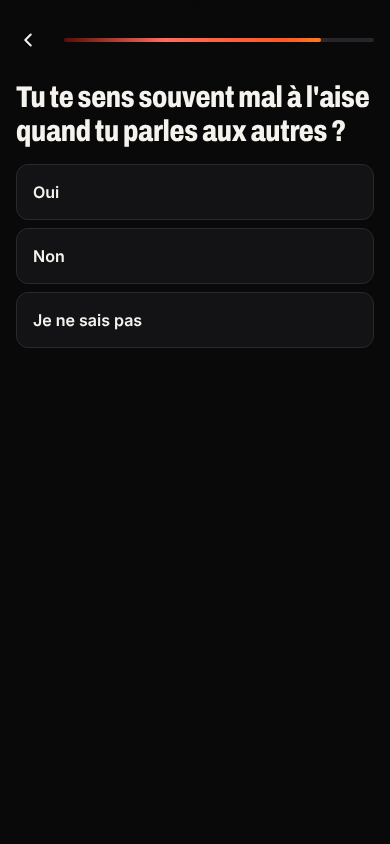 Tu te sens souvent mal à l'aise
quand tu parles aux autres ?
Oui
Non
Je ne sais pas